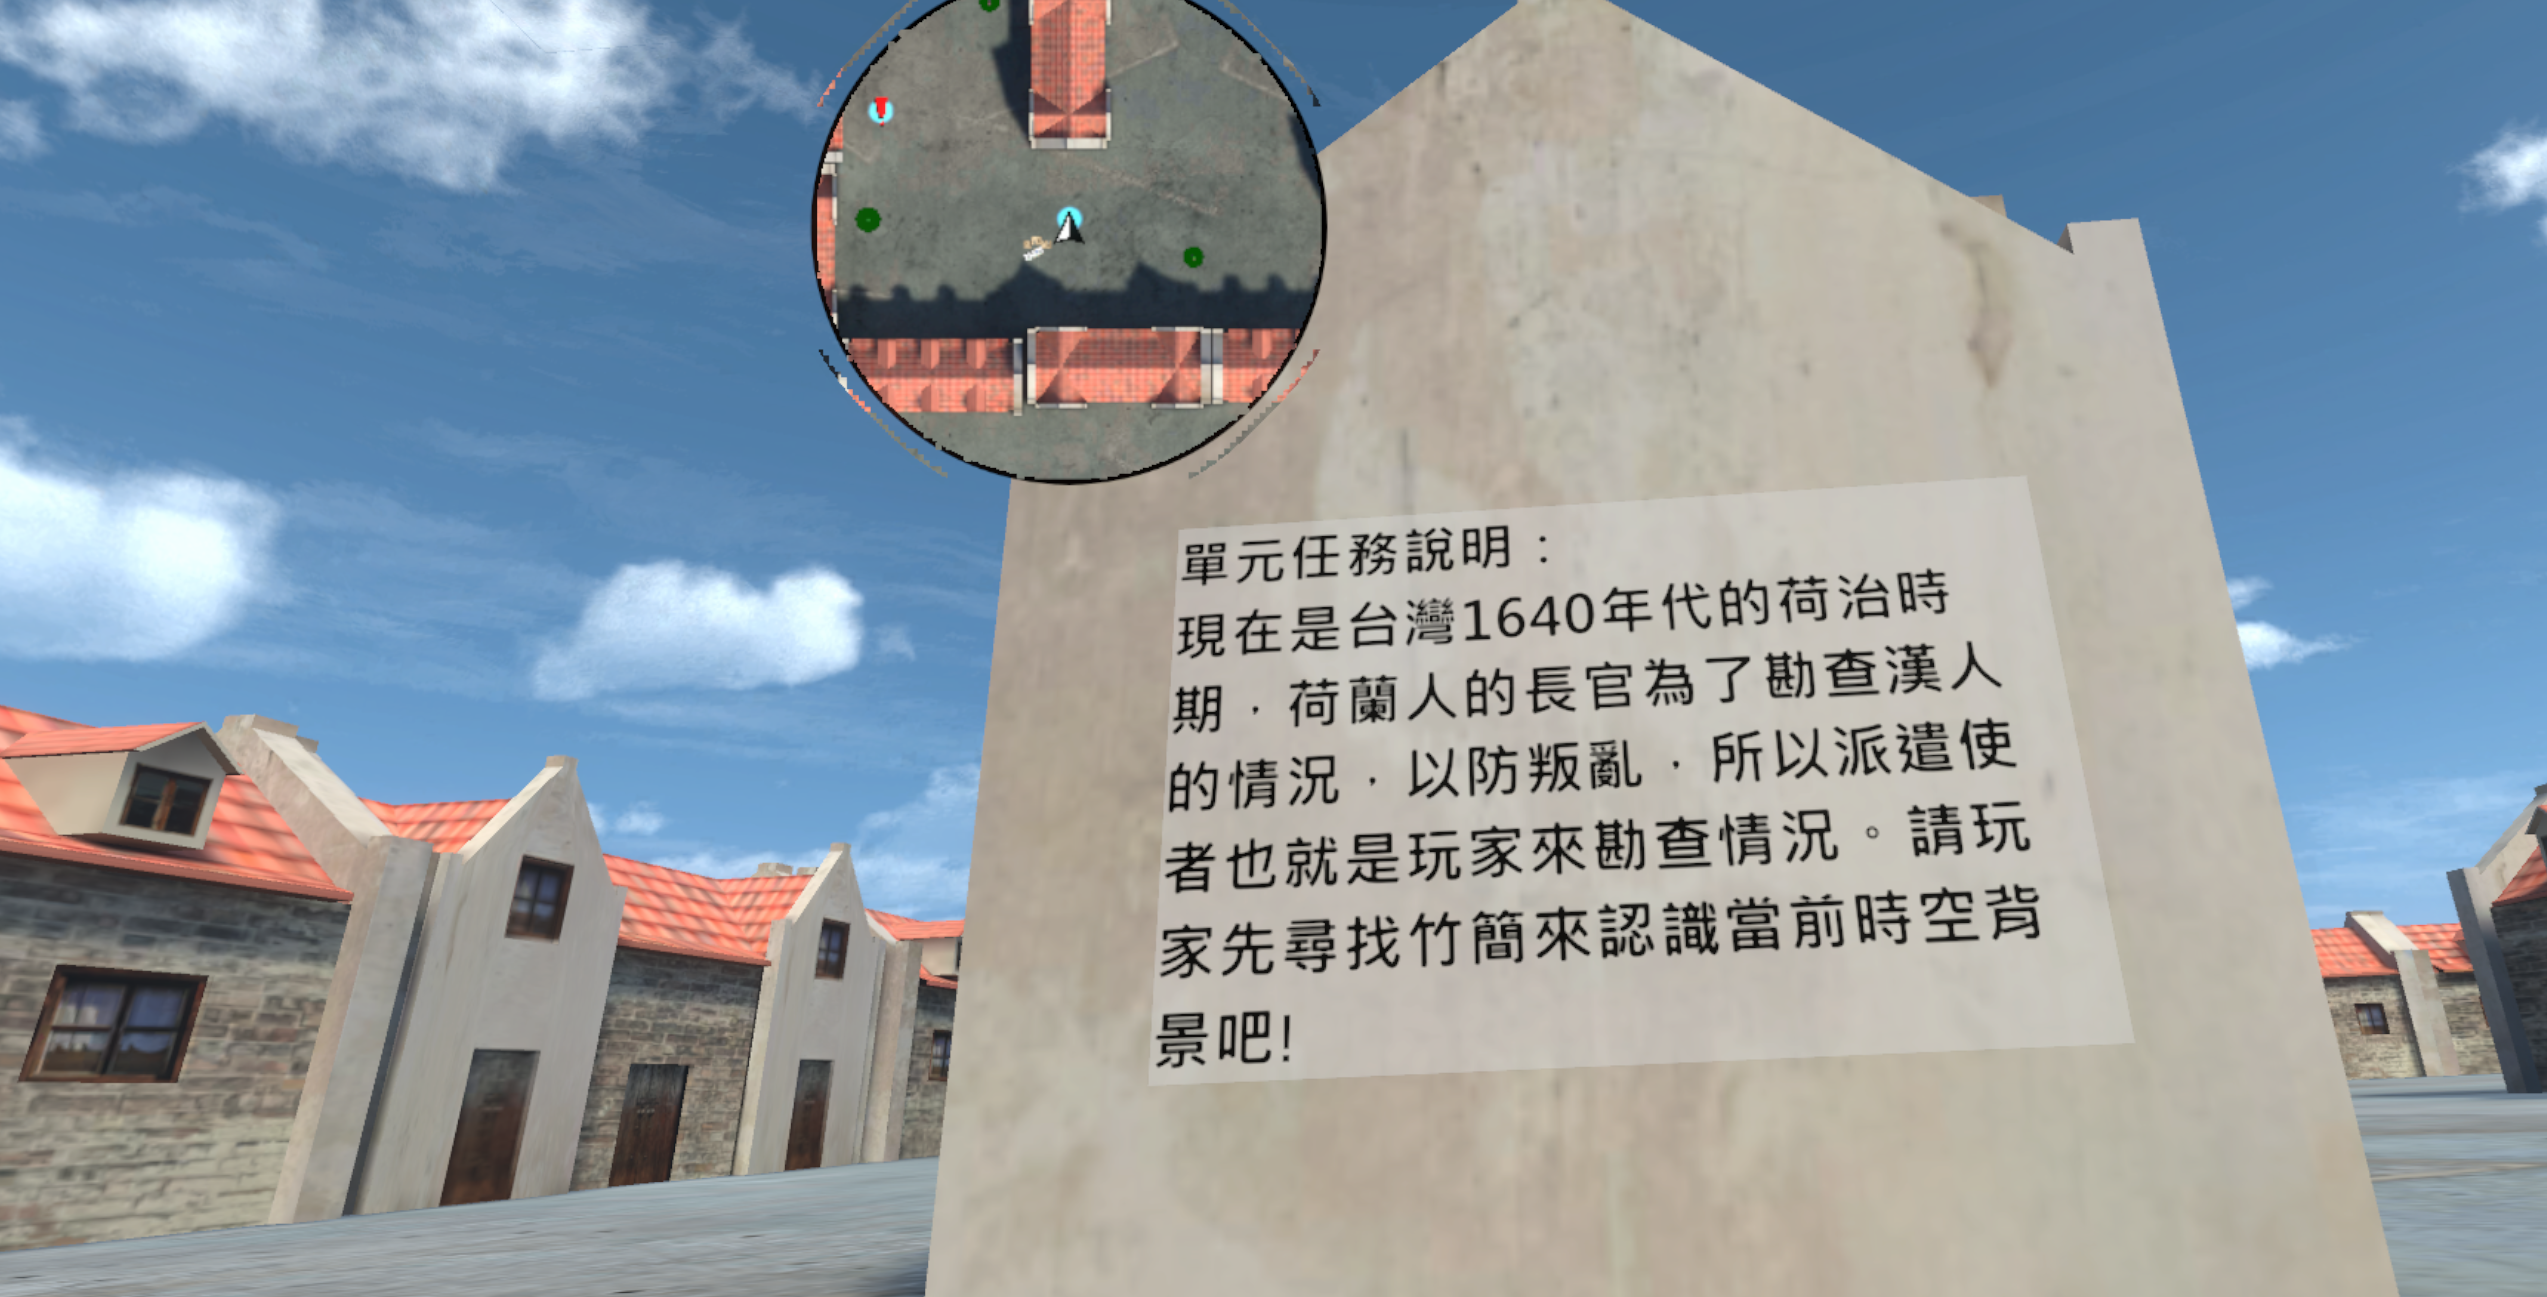 單元任務說明：
現在是台灣1640年代的荷治時
期，荷蘭人的長官為了勘查漢人
的情況，以防叛亂，所以派遣使
者也就是玩家來勘查情況。請玩
家先尋找竹簡來認識當前時空背
景吧!